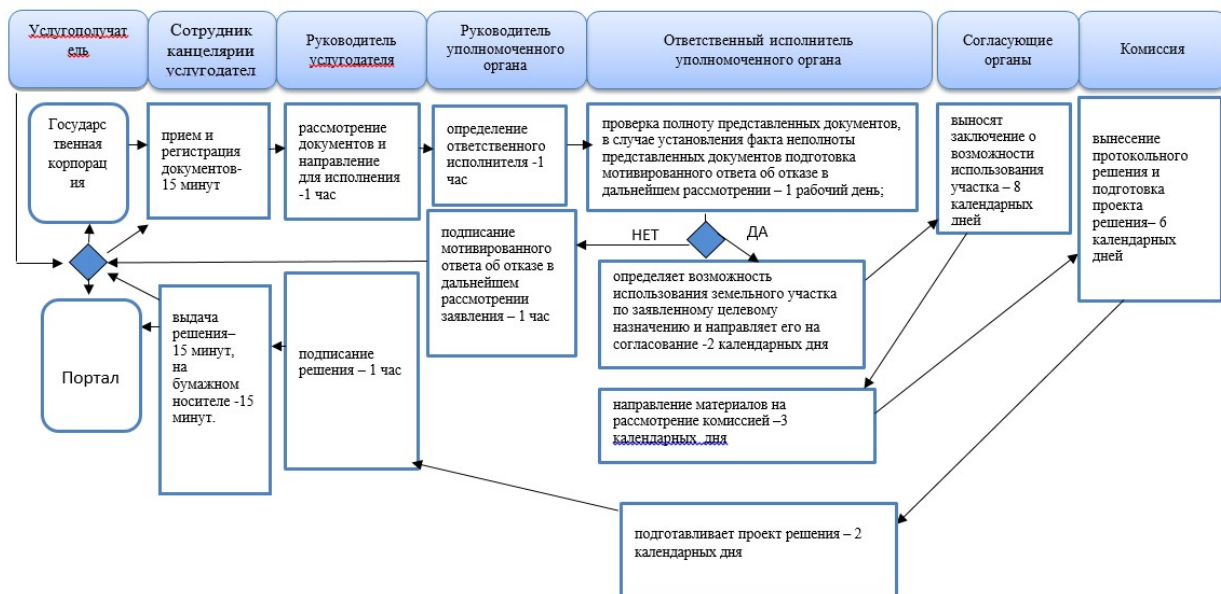 Услугополучат
ель
Сотрудник
канцелярии
услугодател
Руководитель
услугодателя
Руководитель
уполномоченного
органа
Ответственный исполнитель
уполномоченного органа
Согласующие
органы
Комиссия
Государс
твенная
корпорац
ия
прием и
регистрация
документов-
15 минут
рассмотрение
документов и
направление
для исполнения
-1 час
определение
ответственного
исполнителя -1
час
проверка полноту представленных документов,
в случае установления факта неполноты
представленных документов подготовка
мотивированного ответа об отказе в
дальнейшем рассмотрении – 1 рабочий день;
выносят
заключение о
возможности
использования
участка – 8
календарных
дней
вынесение
протокольного
решения и
подготовка
проекта
решения– 6
календарных
дней
НЕТ
ДА
подписание
мотивированного
ответа об отказе в
дальнейшем
рассмотрении
заявления – 1 час
определяет возможность
использования земельного участка
по заявленному целевому
назначению и направляет его на
согласование -2 календарных дня
Портал
выдача
решения–
15 минут,
на
бумажном
носителе -15
минут.
подписание
решения – 1 час
направление материалов на
рассмотрение комиссией –3
календарных дня
подготавливает проект решения – 2
календарных дня